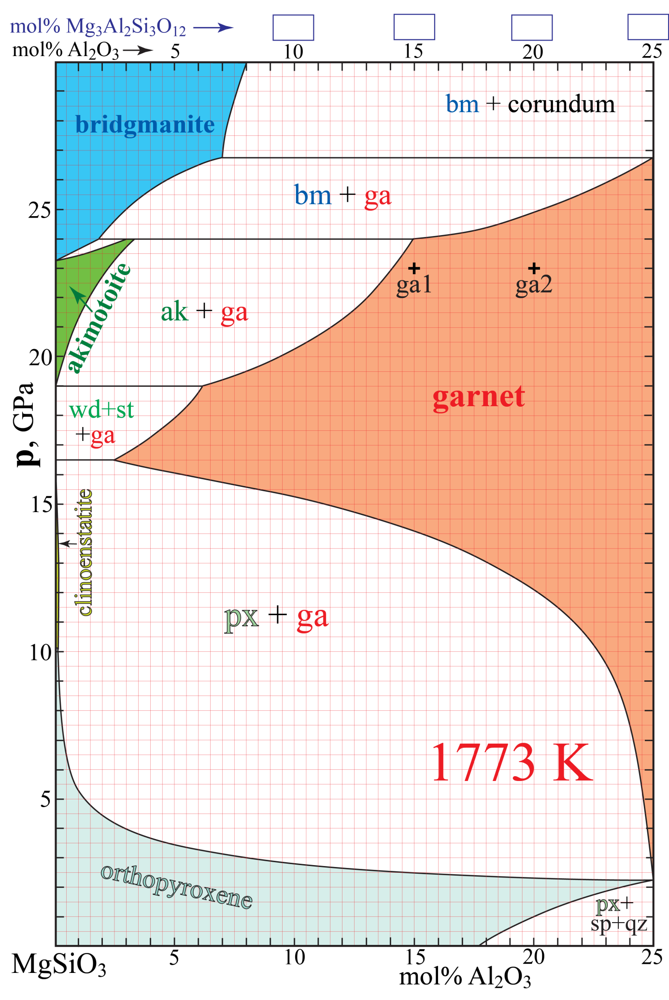 mol% Mg₃Al₂Si₃O₁₂
mol% Al₂O₃ 5 10 15 20 25
bm + corundum
bridgmanite
bm + ga
25
ga1 ga2
akimotoite
ak + ga
20
garnet
wd+st
+ga
p, GPa
15
clinoenstatite
px + ga
10
1773 K
5
orthopyroxene
px+
sp+qz
5 10 15 20 25
MgSiO₃
mol% Al₂O₃